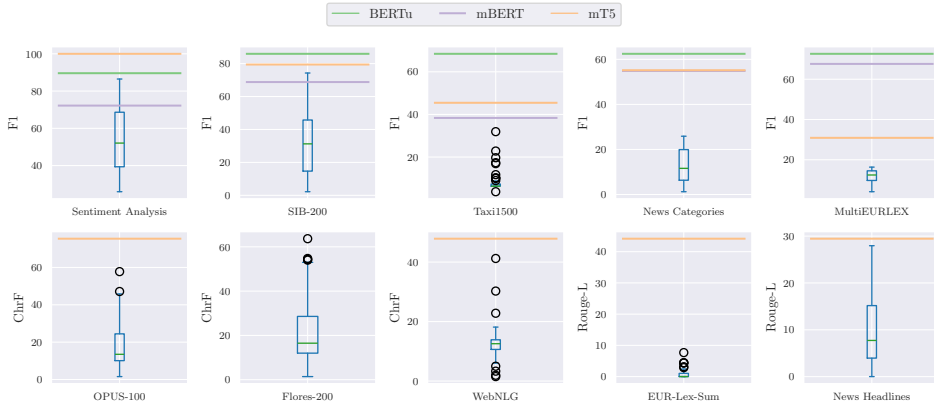 BERTu mBERT mT5
100
80
60
40
F1
Sentiment Analysis
80
60
40
20
0
F1
SIB-200
60
40
20
F1
Taxi1500
60
40
20
0
F1
News Categories
60
40
20
F1
MultiEURLEX
60
40
20
0
ChrF
OPUS-100
60
40
20
0
ChrF
Flores-200
40
20
0
ChrF
WebNLG
40
30
20
10
0
Rouge-L
EUR-Lex-Sum
30
20
10
0
Rouge-L
News Headlines